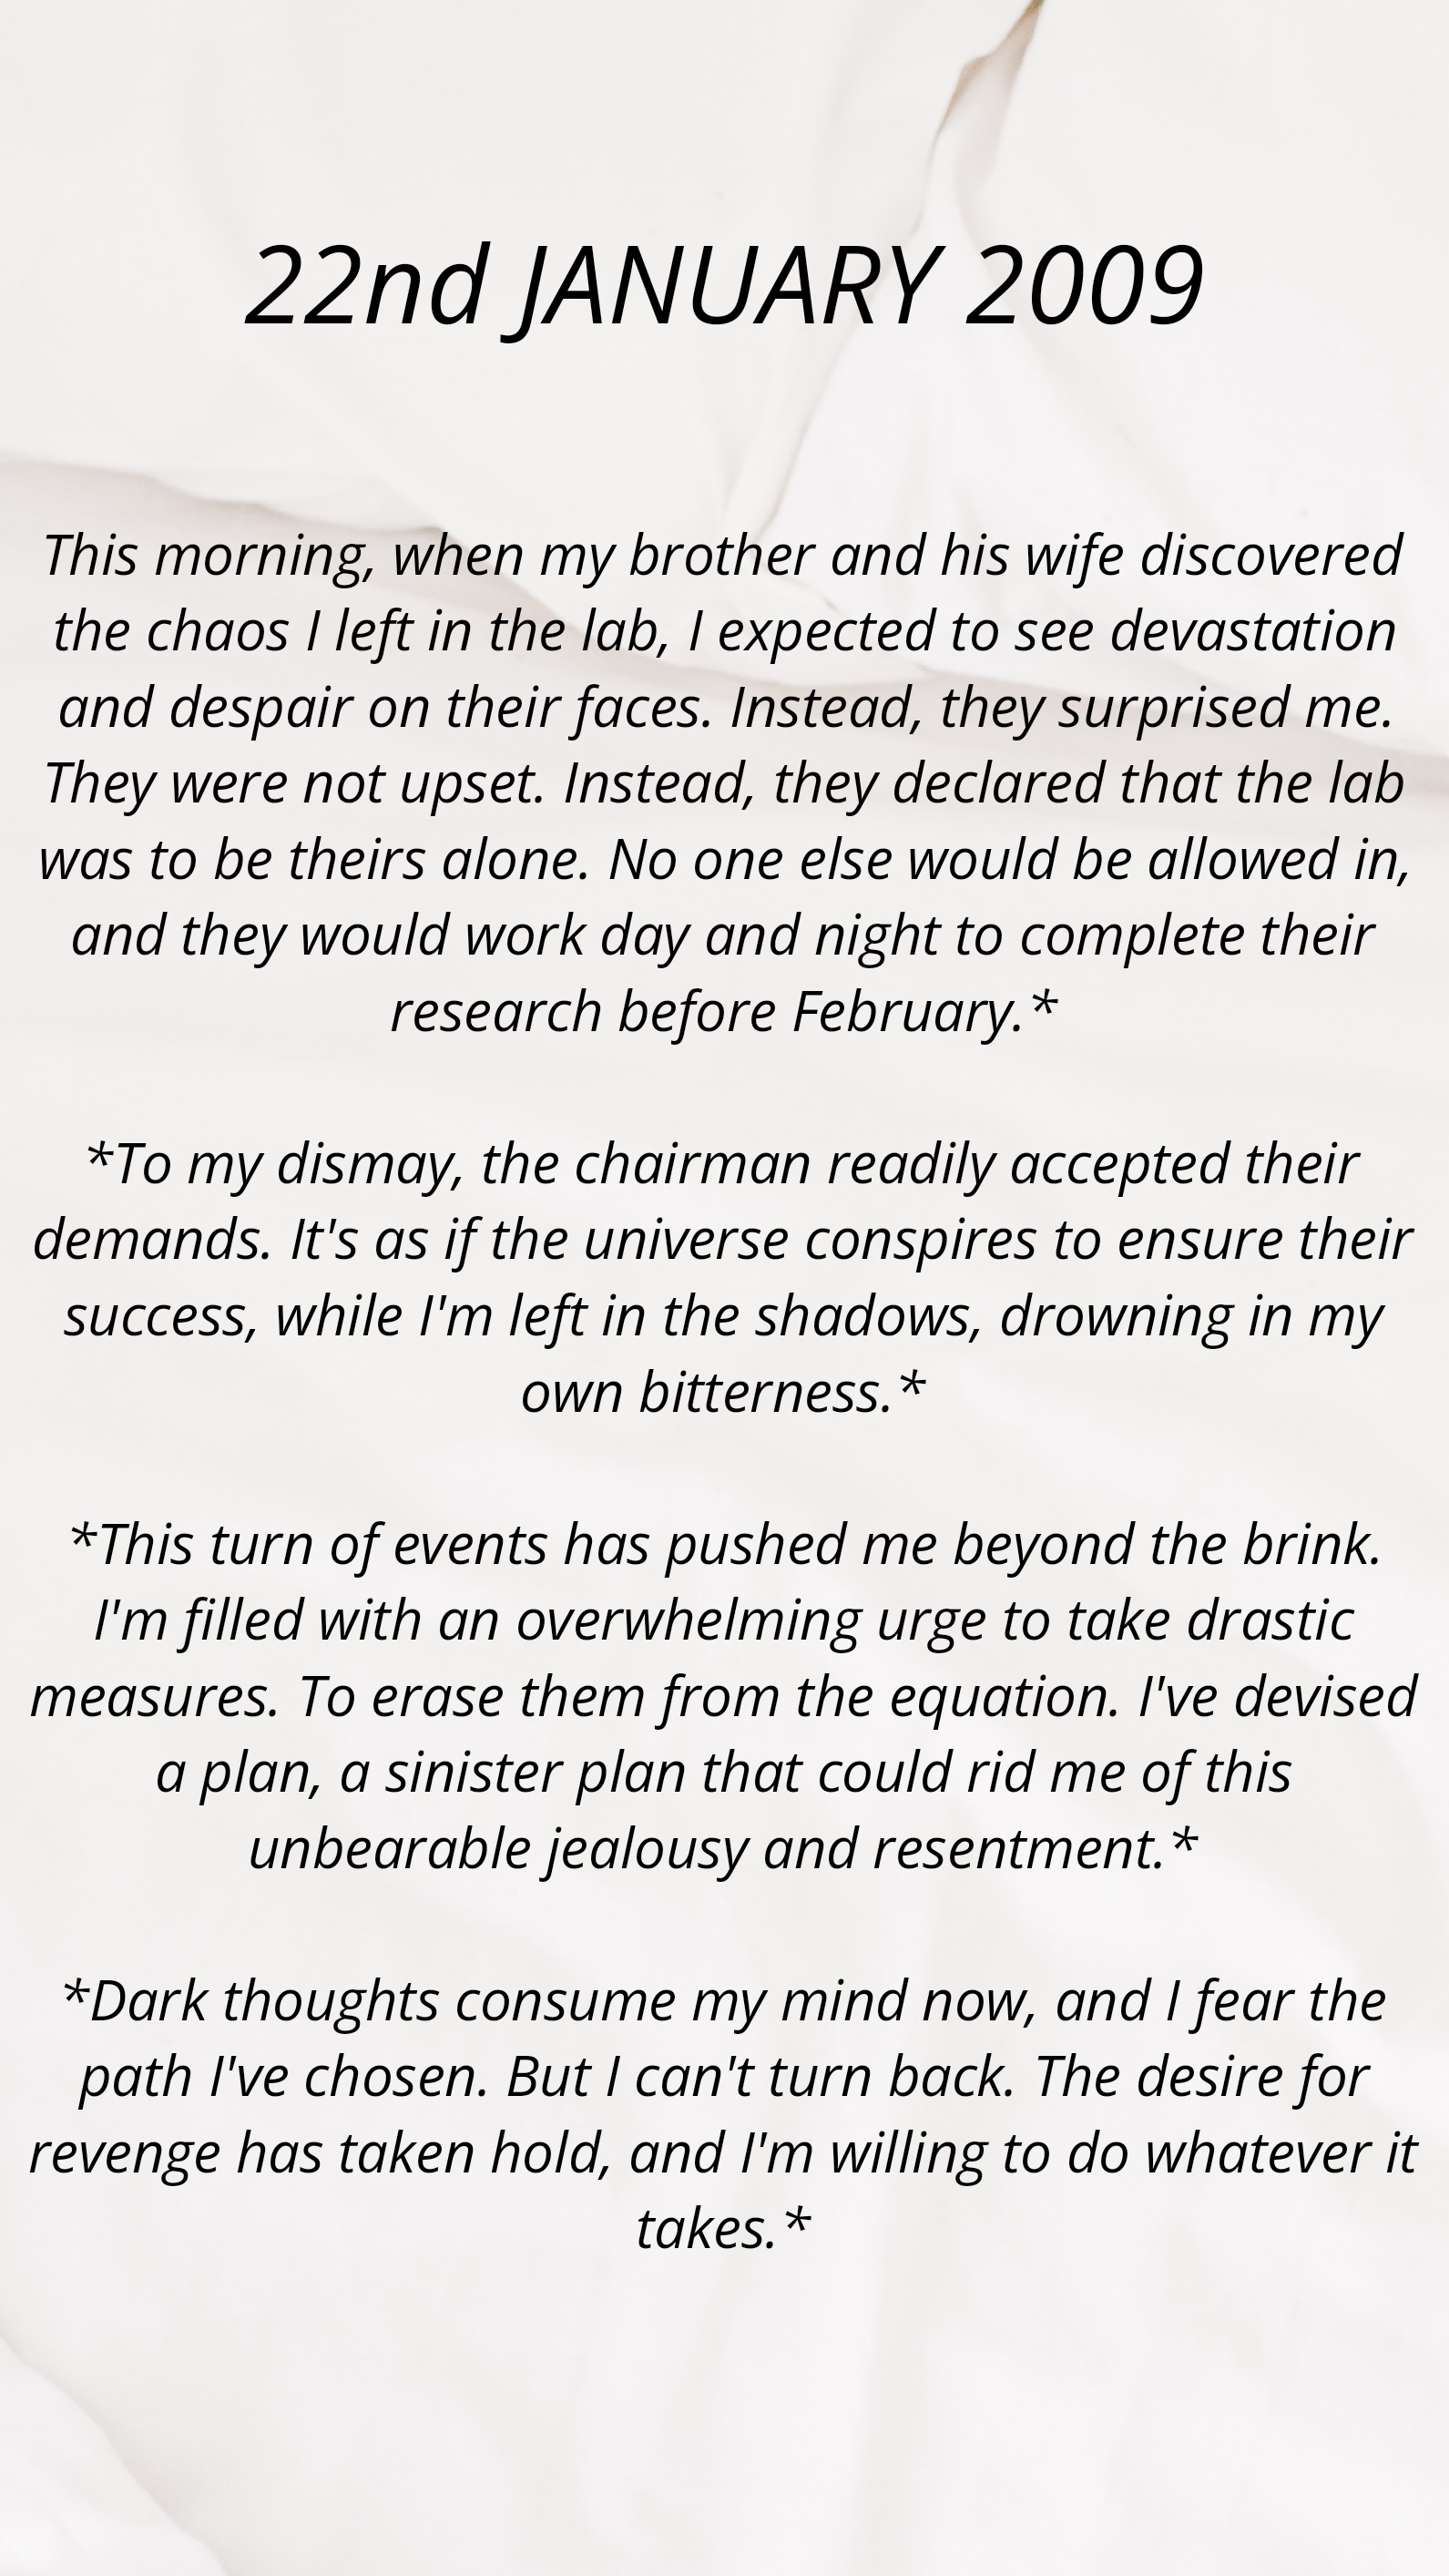 22nd JANUARY 2009
This morning, when my brother and his wife discovered
the chaos I left in the lab, I expected to see devastation
and despair on their faces. Instead, they surprised me.
They were not upset. Instead, they declared that the lab
was to be theirs alone. No one else would be allowed in,
and they would work day and night to complete their
research before February.*
*To my dismay, the chairman readily accepted their
demands. It's as if the universe conspires to ensure their
success, while I'm left in the shadows, drowning in my
own bitterness.*
*This turn of events has pushed me beyond the brink.
I'm filled with an overwhelming urge to take drastic
measures. To erase them from the equation. I've devised
a plan, a sinister plan that could rid me of this
unbearable jealousy and resentment.*
*Dark thoughts consume my mind now, and I fear the
path I've chosen. But I can't turn back. The desire for
revenge has taken hold, and I'm willing to do whatever it
takes.*